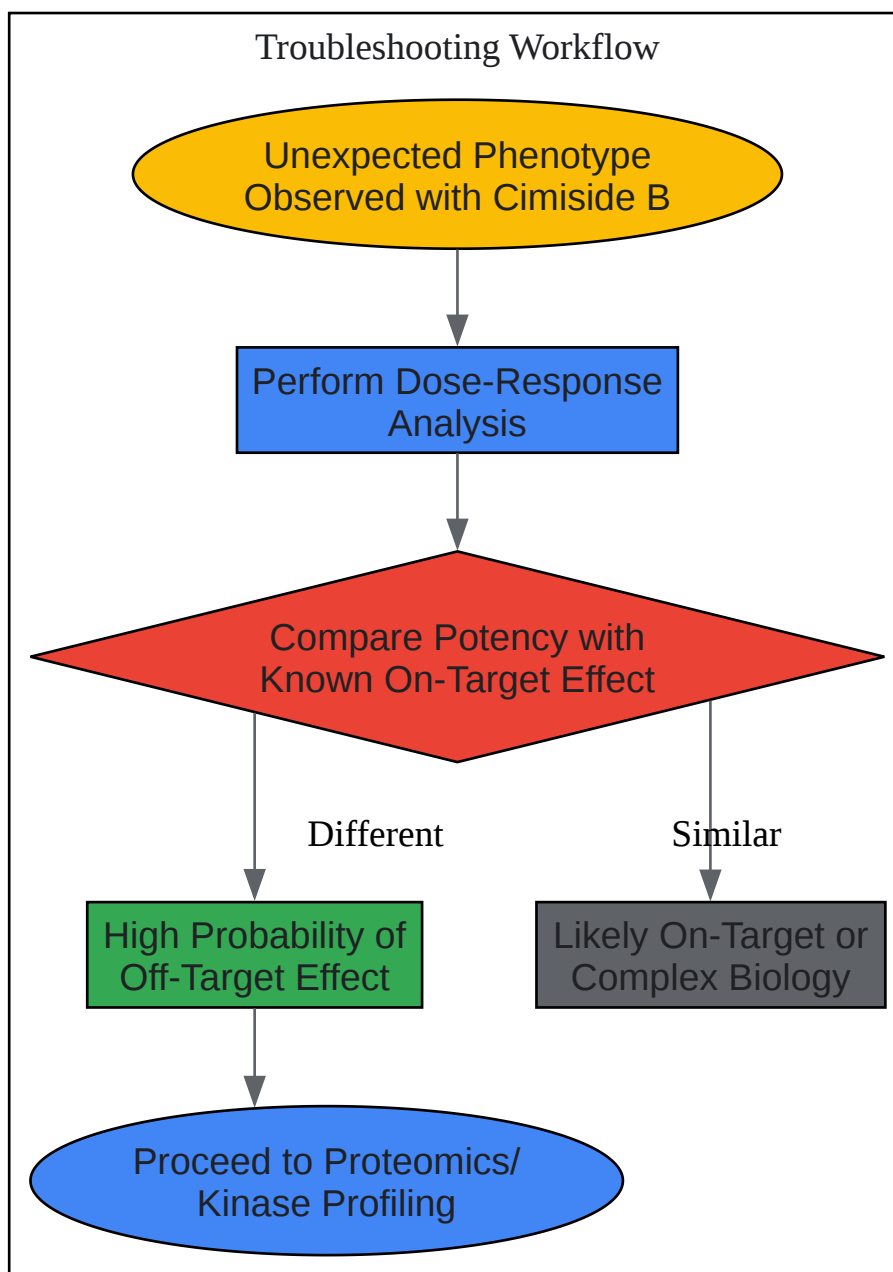 Troubleshooting Workflow
Unexpected Phenotype
Observed with Cimiside B
Perform Dose-Response
Analysis
Compare Potency with
Known On-Target Effect
Different
Similar
High Probability of
Off-Target Effect
Likely On-Target or
Complex Biology
Proceed to Proteomics/
Kinase Profiling